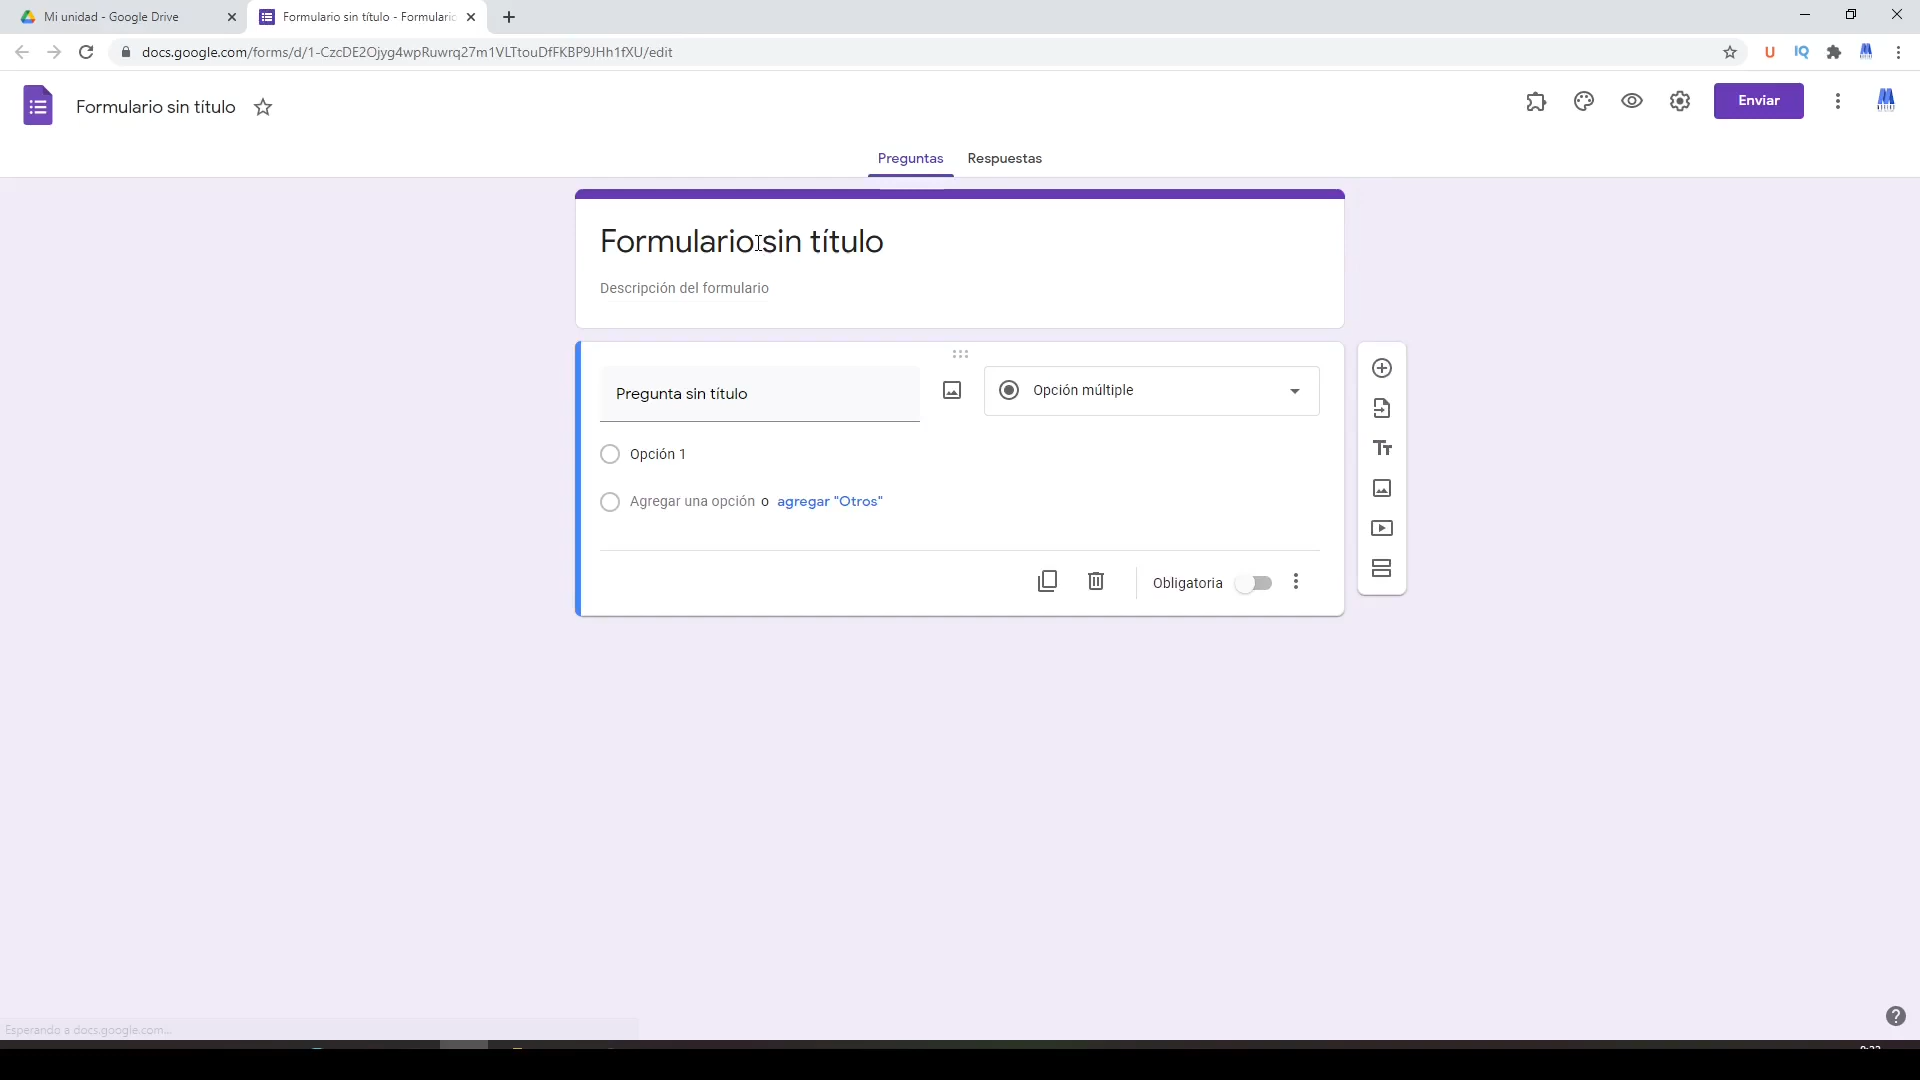 Mi unidad - Google Drive
Formulario sin título - Formulario
docs.google.com/forms/d/1-CzcDE2Ojyg4wpRuwrq27m1VLTtouDfFKBP9JHh1fXU/edit
U
IQ
Formulario sin título
Enviar
Preguntas
Respuestas
Formulario sin título
Descripción del formulario
Pregunta sin título
Opción múltiple
Opción 1
Agregar una opción o agregar "Otros"
Obligatoria
Esperando a docs.google.com...